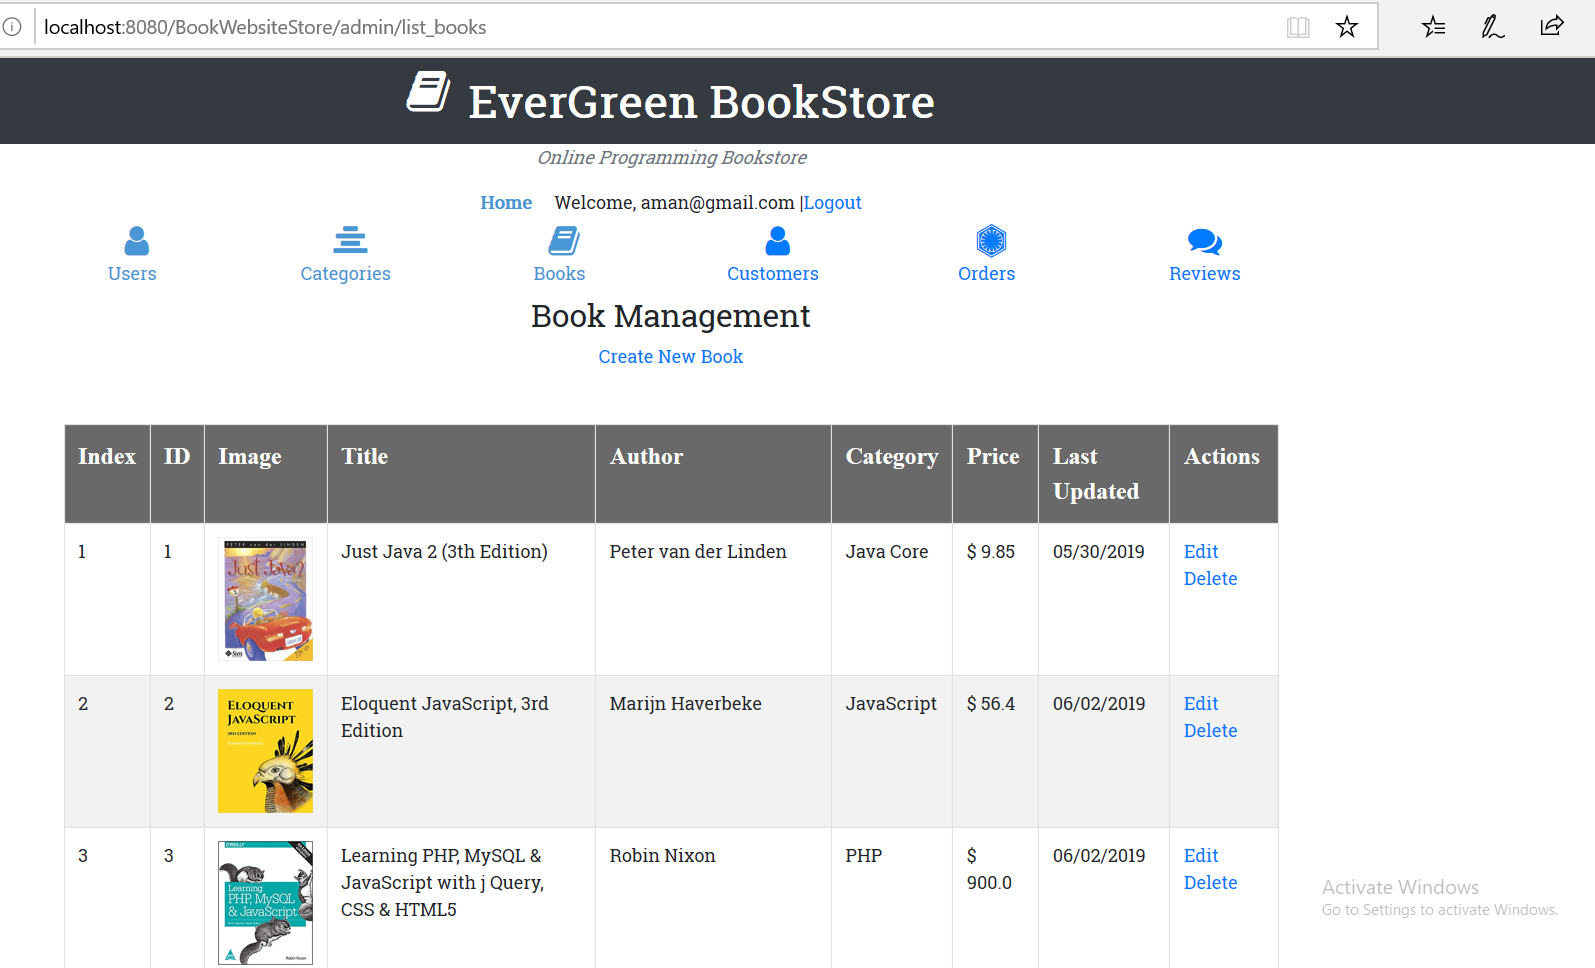 localhost:8080/BookWebsiteStore/admin/list_books
EverGreen BookStore
Online Programming Bookstore
Home Welcome, aman@gmail.com |Logout
Users Categories Books Customers Orders Reviews
Book Management
Create New Book
Index ID Image Title Author Category Price Last Updated Actions
1 1 Just Java 2 (3th Edition) Peter van der Linden Java Core $ 9.85 05/30/2019 Edit
Delete
PETER van der LINDEN
Just Java 2
Sun
2 2 Eloquent JavaScript, 3rd Marijn Haverbeke JavaScript $ 56.4 06/02/2019 Edit
Edition Delete
ELOQUENT
JAVASCRIPT
3RD EDITION
3 3 Learning PHP, MySQL & Robin Nixon PHP $ 06/02/2019 Edit
JavaScript with j Query, 900.0 Delete
CSS & HTML5
O'REILLY
Learning
PHP, MySQL
& JavaScript
Robin Nixon
Activate Windows
Go to Settings to activate Windows.